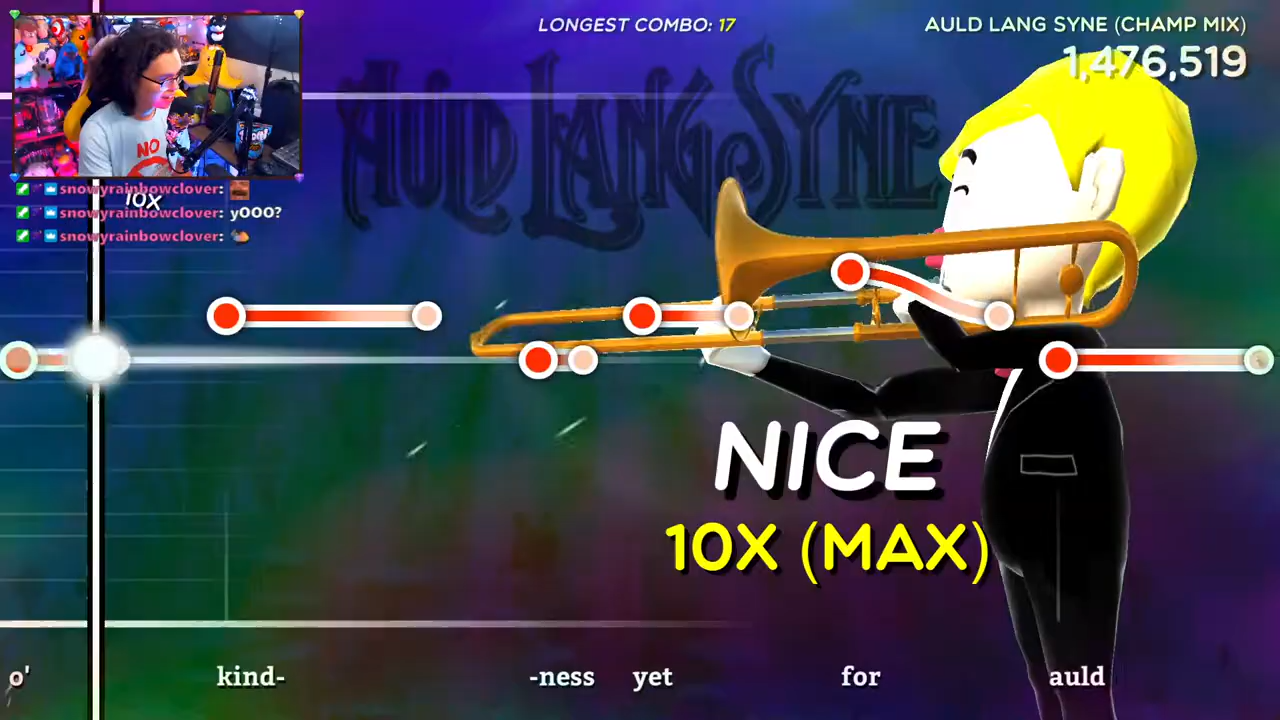 LONGEST COMBO: 17
AULD LANG SYNE (CHAMP MIX)
1,476,519
AULD LANG SYNE
NO
snowyrainbowclover:
10X
snowyrainbowclover: yOOO?
snowyrainbowclover:
NICE
10X (MAX)
o' kind- -ness yet for auld